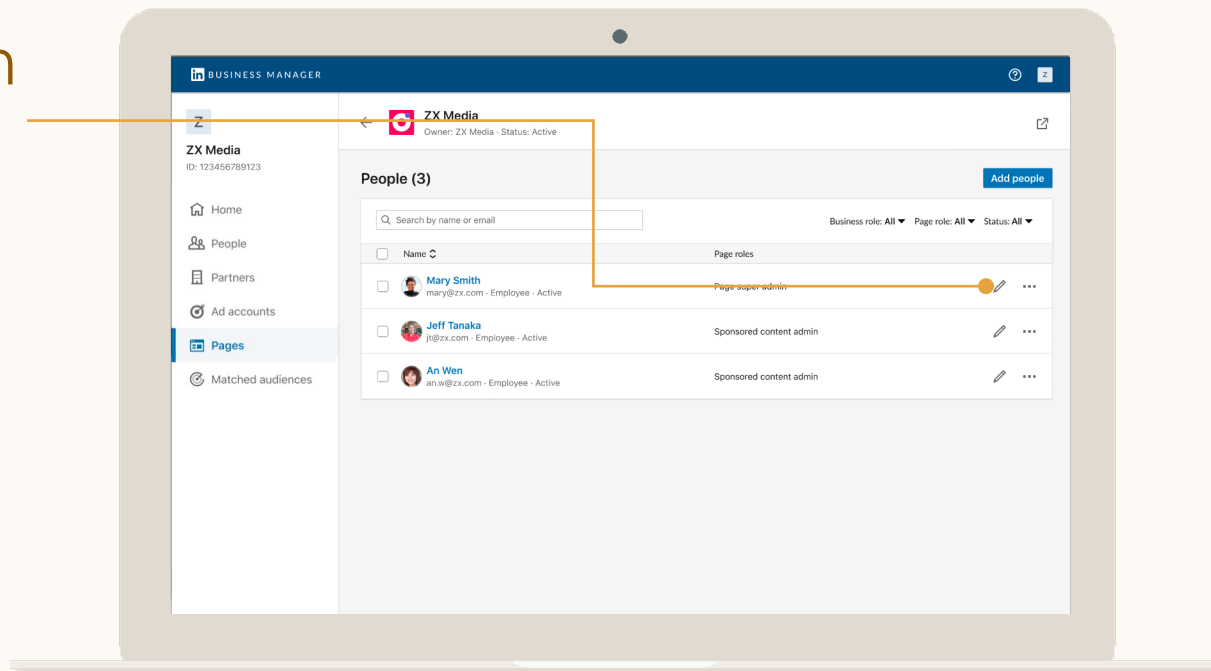 n
in BUSINESS MANAGER
Z
Z
ZX Media
ID: 123456789123
Home
People
Partners
Ad accounts
Pages
Matched audiences
ZX Media
Owner: ZX Media · Status: Active
People (3)
Add people
Search by name or email
Business role: All Page role: All Status: All
Name Page roles
Mary Smith
mary@zx.com · Employee · Active
Page super admin
Jeff Tanaka
jt@zx.com · Employee · Active
Sponsored content admin
An Wen
an.w@zx.com · Employee · Active
Sponsored content admin